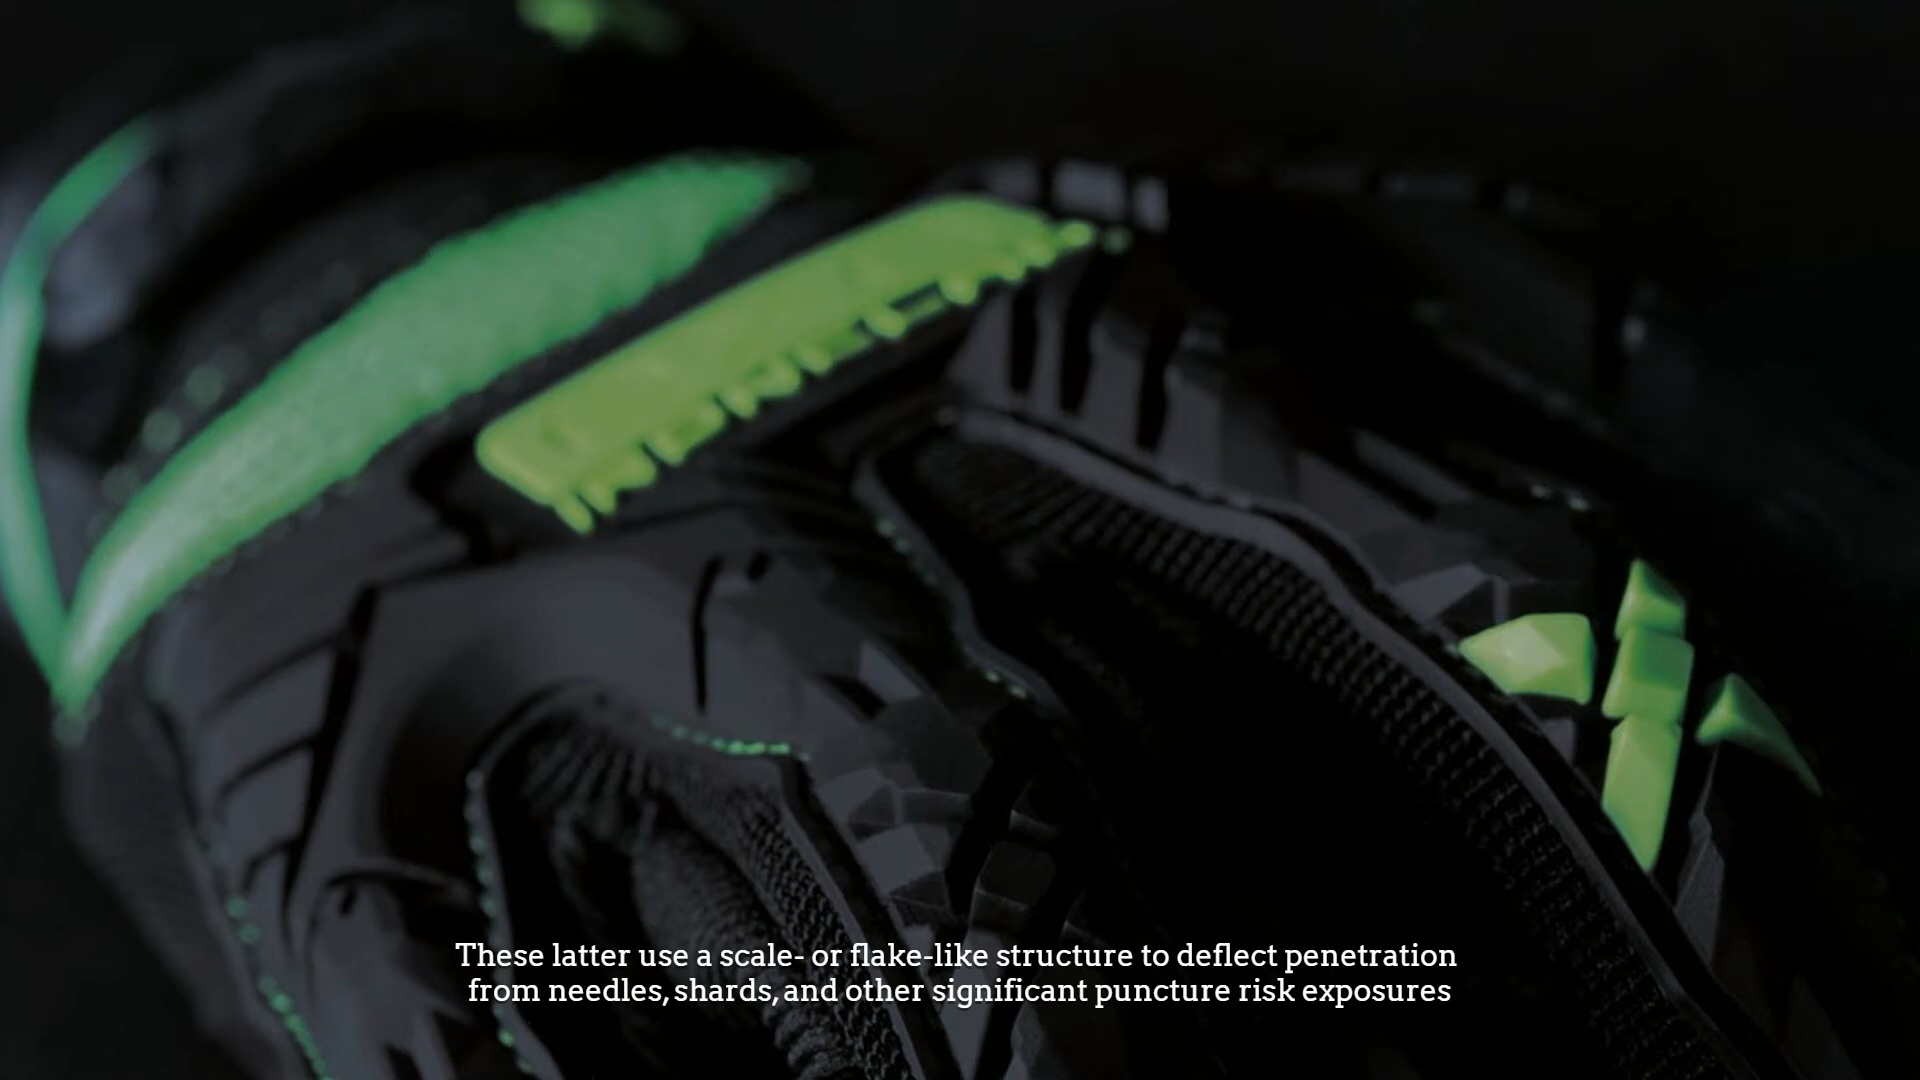 These latter use a scale- or flake-like structure to deflect penetration
from needles, shards, and other significant puncture risk exposures